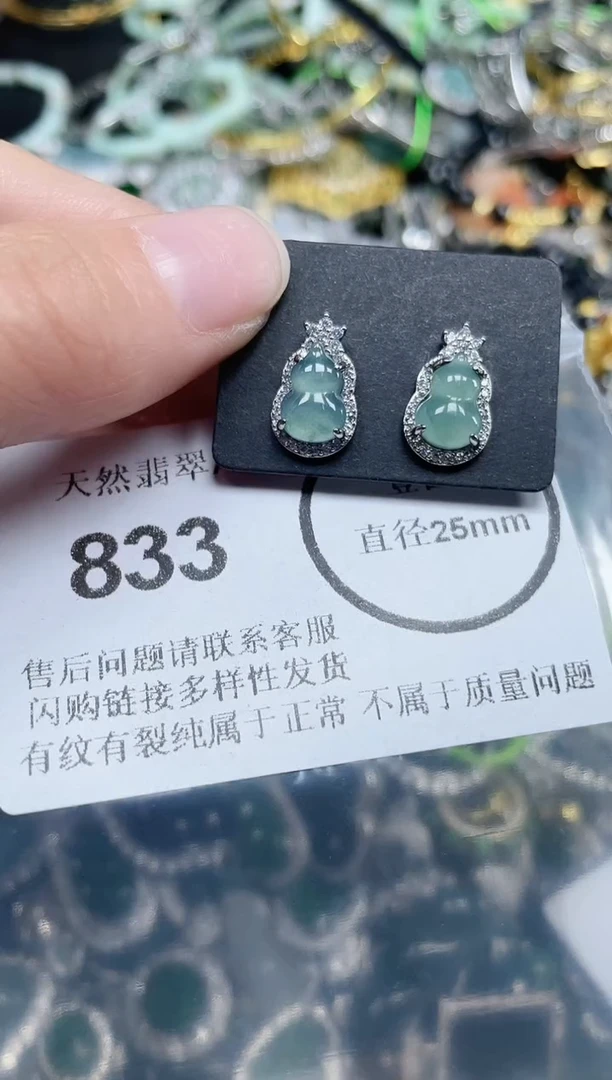 天然翡翠
833
直径25mm
售后问题请联系客服
闪购链接多样性发货
有纹有裂纯属于正常 不属于质量问题